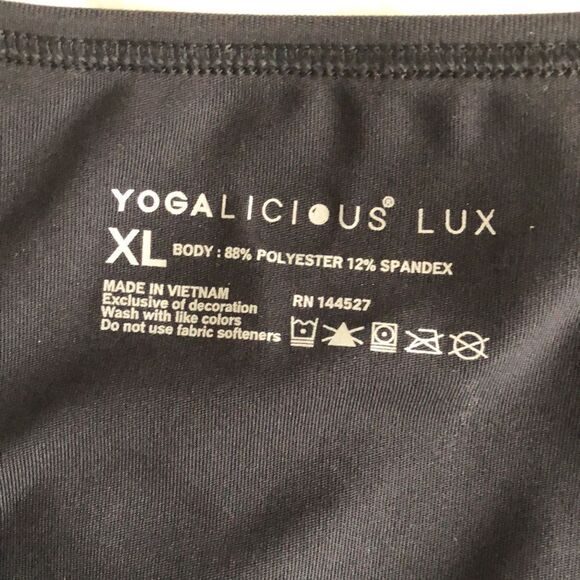 YOGALICIOUS® LUX
XL BODY : 88% POLYESTER 12% SPANDEX
MADE IN VIETNAM
Exclusive of decoration RN 144527
Wash with like colors
Do not use fabric softeners